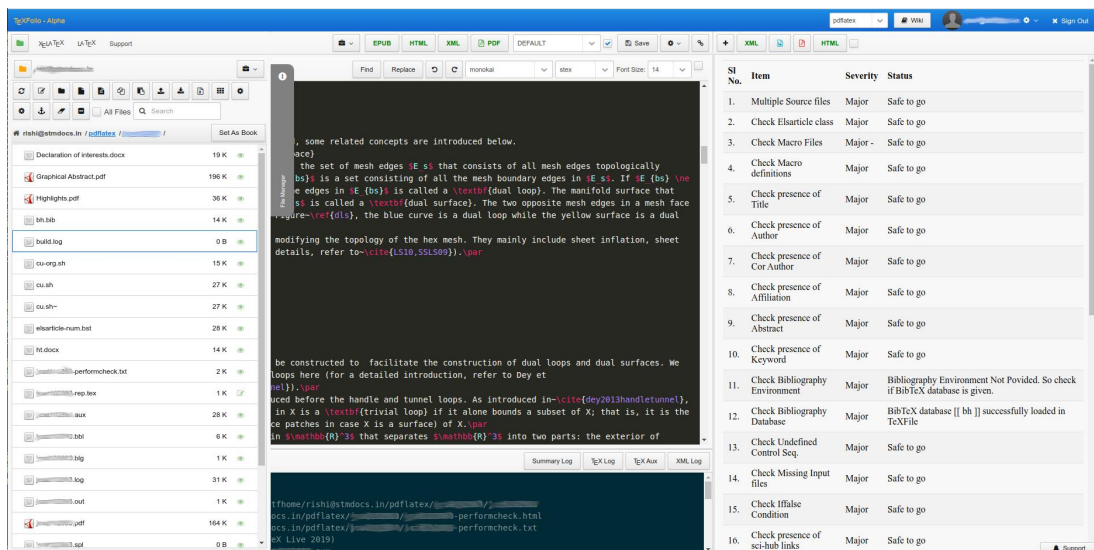 TeXFolio - Alpha
pdflatex
Wiki
Sign Out
XeLaTeX LaTeX Support
EPUB HTML XML PDF DEFAULT Save
XML HTML
Find Replace monokai stex Font Size: 14
All Files Search
rishi@stmdocs.in / pdflatex / /
Set As Book
Declaration of interests.docx 19 K
Graphical Abstract.pdf 196 K
Highlights.pdf 36 K
bh.bib 14 K
build.log 0 B
cu-org.sh 15 K
cu.sh 27 K
cu.sh~ 27 K
elsarticle-num.bst 28 K
ht.docx 14 K
-performcheck.txt 2 K
.rep.tex 1 K
.aux 28 K
.bbl 6 K
.blg 1 K
.log 31 K
.out 1 K
.pdf 164 K
.spl 0 B
File Manager
, some related concepts are introduced below.
ace}
the set of mesh edges $E_s$ that consists of all mesh edges topologically
bs}$ is a set consisting of all the mesh boundary edges in $E_s$. If $E_{bs} \ne
e edges in $E_{bs}$ is called a \textbf{dual loop}. The manifold surface that
s$ is called a \textbf{dual surface}. The two opposite mesh edges in a mesh face
igure~\ref{dls}, the blue curve is a dual loop while the yellow surface is a dual
modifying the topology of the hex mesh. They mainly include sheet inflation, sheet
details, refer to~\cite{LS10,SSLS09}).\par
be constructed to facilitate the construction of dual loops and dual surfaces. We
loops here (for a detailed introduction, refer to Dey et
nel}).\par
uced before the handle and tunnel loops. As introduced in~\cite{dey2013handletunnel},
in X is a \textbf{trivial loop} if it alone bounds a subset of X; that is, it is the
ce patches in case X is a surface) of X.\par
in $\mathbb{R}^3$ that separates $\mathbb{R}^3$ into two parts: the exterior of
Summary Log TeX Log TeX Aux XML Log
tfhome/rishi@stmdocs.in/pdflatex/
ocs.in/pdflatex/ -performcheck.html
ocs.in/pdflatex/ -performcheck.txt
eX Live 2019)
Sl No. Item Severity Status
1. Multiple Source files Major Safe to go
2. Check Elsarticle class Major Safe to go
3. Check Macro Files Major - Safe to go
4. Check Macro definitions Major Safe to go
5. Check presence of Title Major Safe to go
6. Check presence of Author Major Safe to go
7. Check presence of Cor Author Major Safe to go
8. Check presence of Affiliation Major Safe to go
9. Check presence of Abstract Major Safe to go
10. Check presence of Keyword Major Safe to go
11. Check Bibliography Environment Major Bibliography Environment Not Povided. So check if BibTeX database is given.
12. Check Bibliography Database Major BibTeX database [[ bh ]] successfully loaded in TeXFile
13. Check Undefined Control Seq. Major Safe to go
14. Check Missing Input files Major Safe to go
15. Check Iffalse Condition Major Safe to go
16. Check presence of sci-hub links Major Safe to go
Support